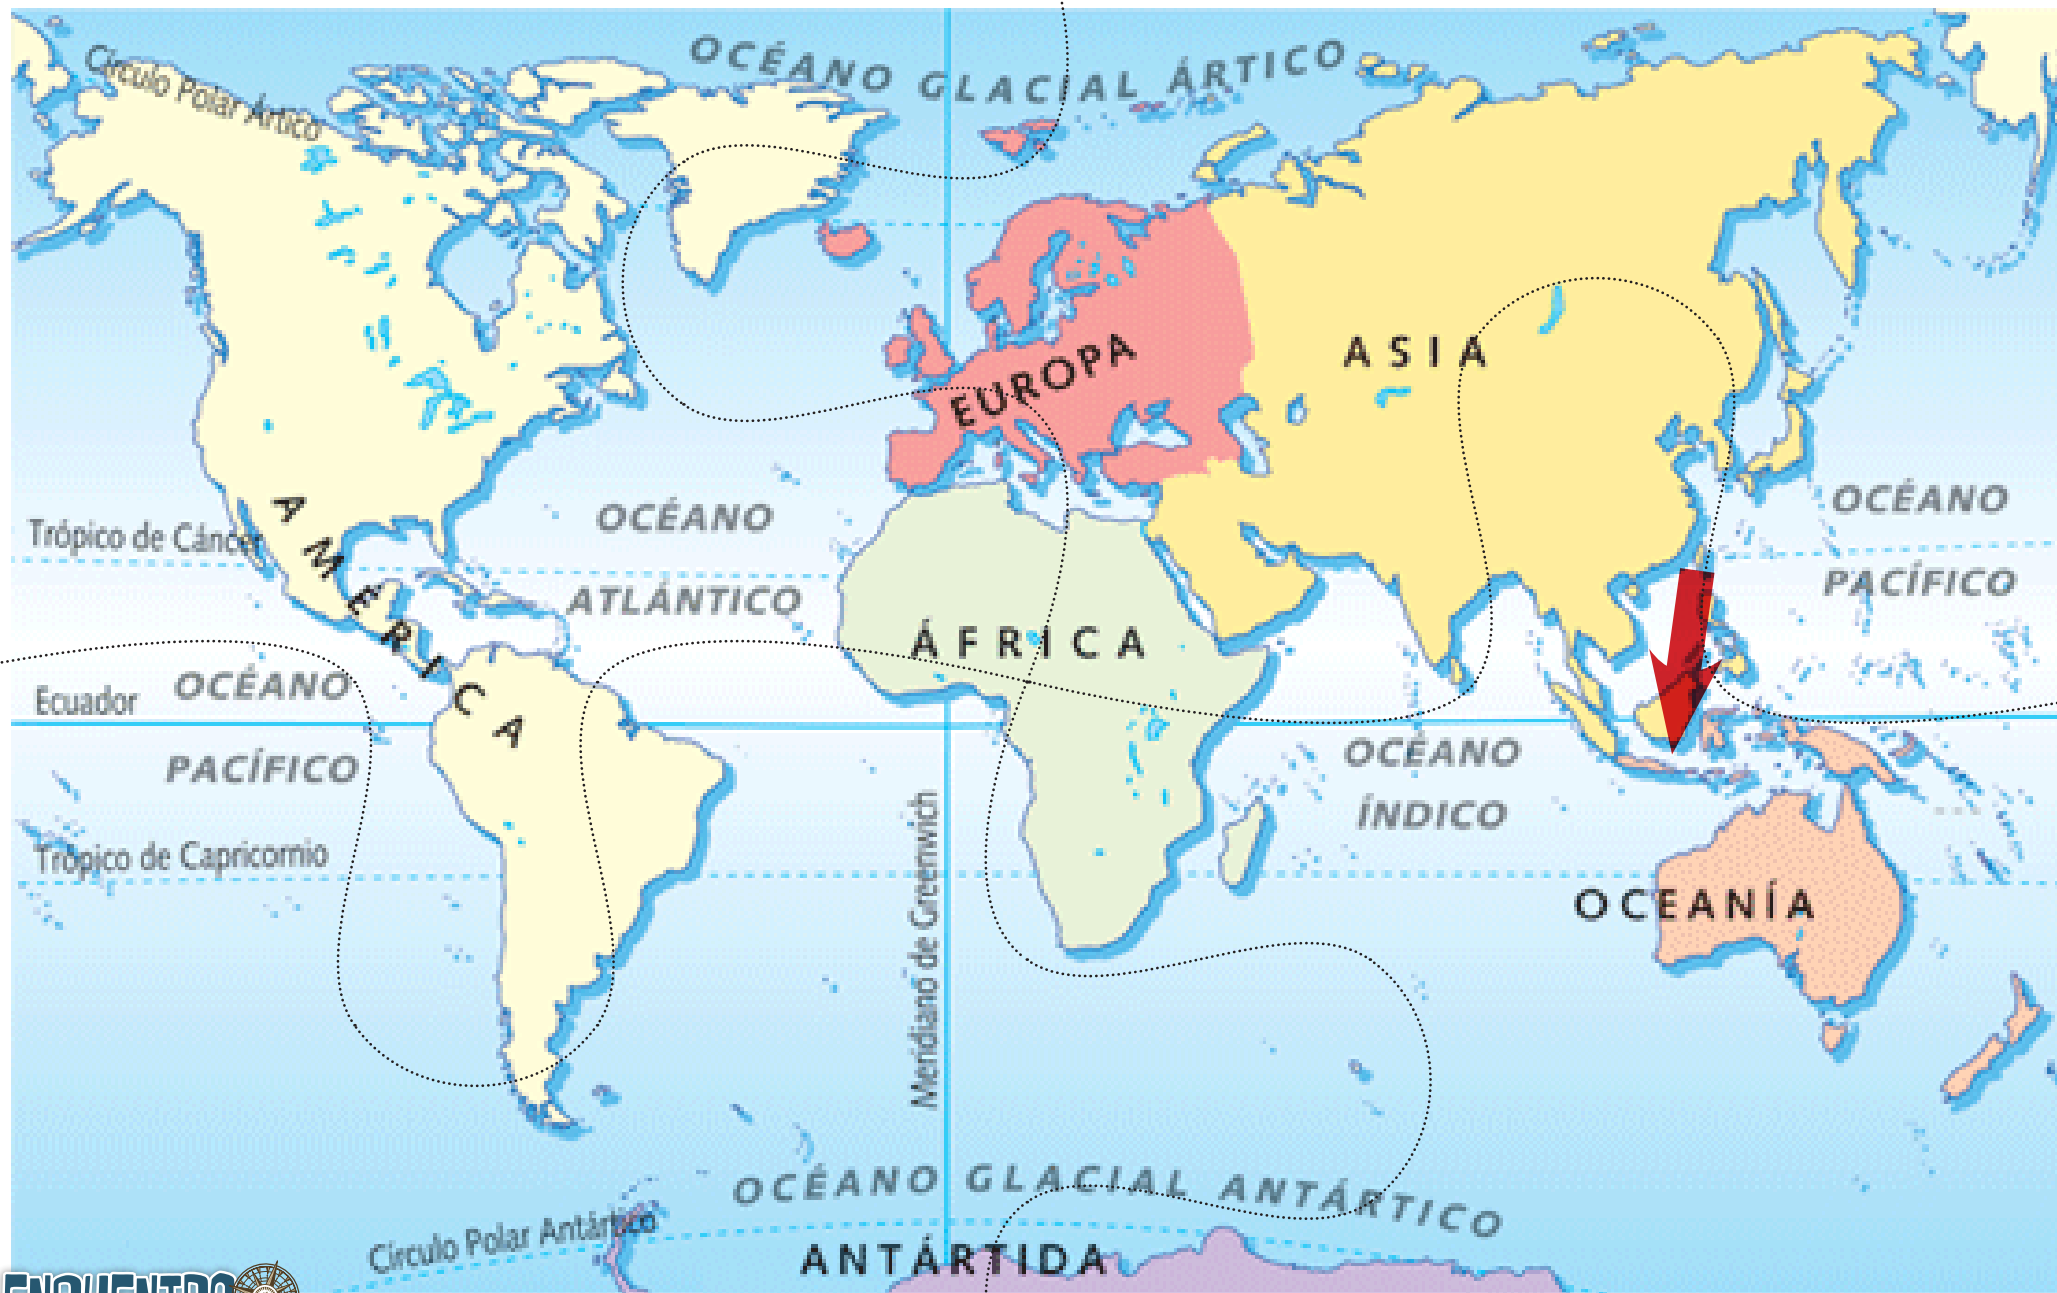 OCÉANO GLACIAL ÁRTICO
Círculo Polar Ártico
EUROPA
ASIA
AMÉRICA
OCÉANO
ATLÁNTICO
OCÉANO
PACÍFICO
Trópico de Cáncer
ÁFRICA
Ecuador
OCÉANO
PACÍFICO
OCÉANO
ÍNDICO
Trópico de Capricornio
Meridiano de Greenwich
OCEANÍA
OCÉANO GLACIAL ANTÁRTICO
Círculo Polar Antártico
ANTÁRTIDA
ENCUENTRO